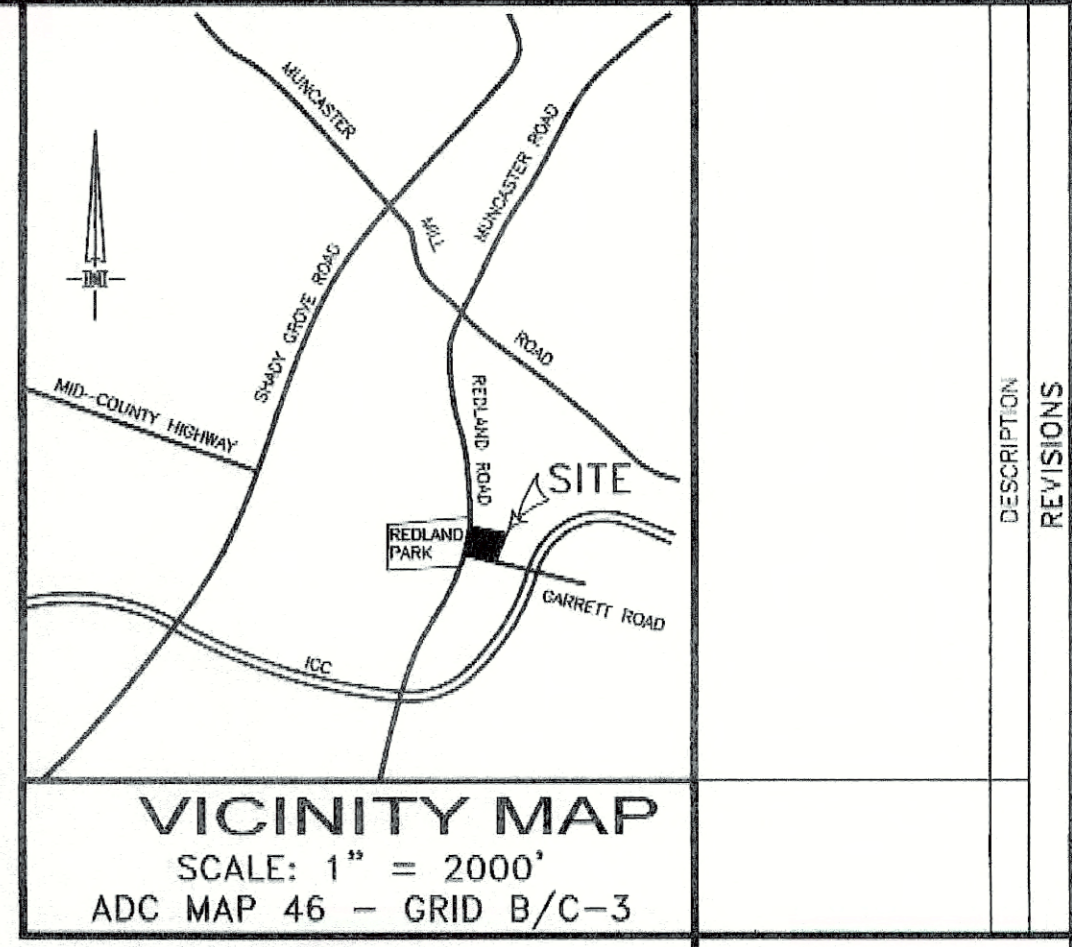 MUNCASTER
MILL
ROAD
MUNCASTER ROAD
SHADY GROVE ROAD
MID-COUNTY HIGHWAY
REDLAND ROAD
SITE
REDLAND
PARK
GARRETT ROAD
ICC
VICINITY MAP
SCALE: 1" = 2000'
ADC MAP 46 - GRID B/C-3
DESCRIPTION
REVISIONS